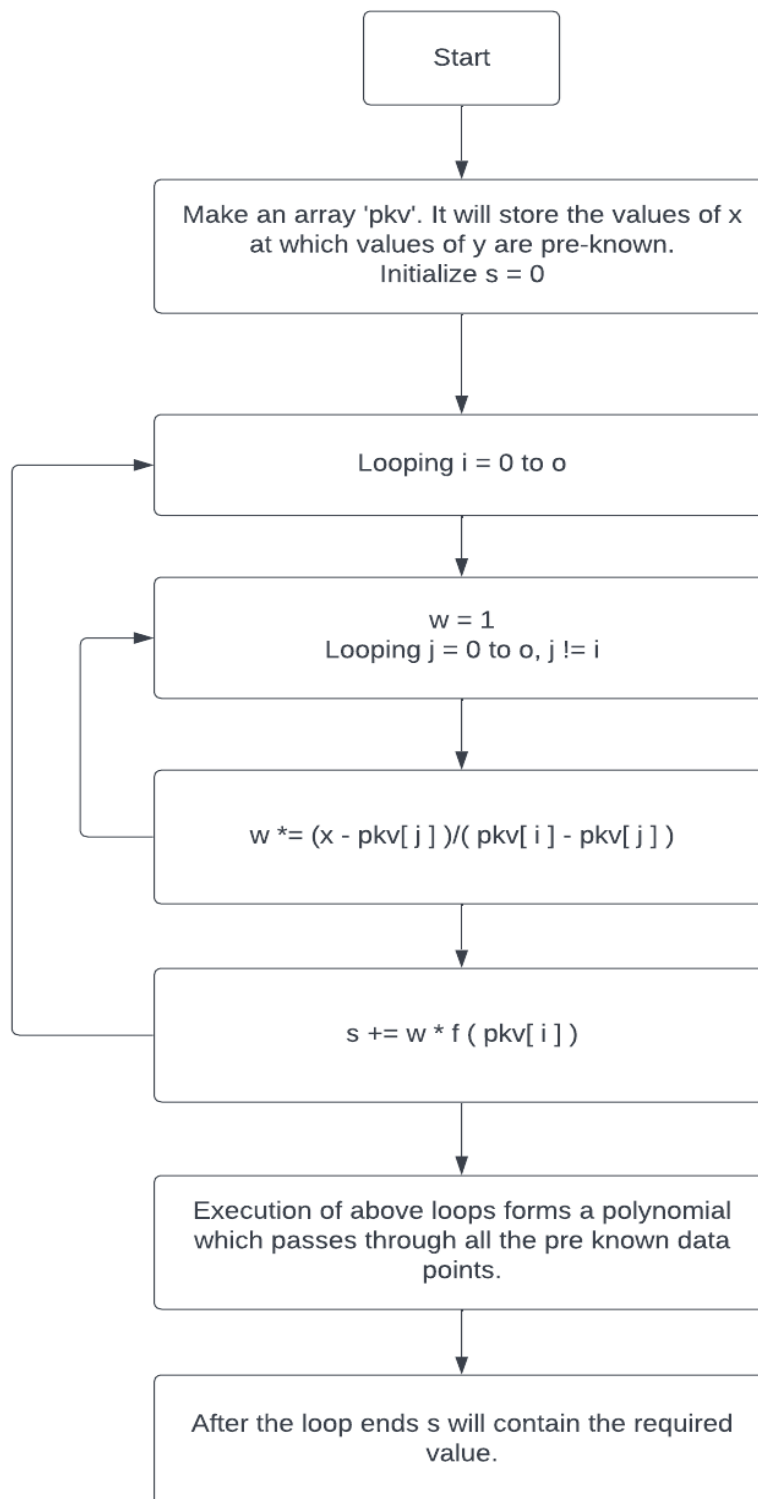 Start
Make an array 'pkv'. It will store the values of x
at which values of y are pre-known.
Initialize s = 0
Looping i = 0 to o
w = 1
Looping j = 0 to o, j != i
w *= (x - pkv[ j ] )/( pkv[ i ] - pkv[ j ] )
s += w * f ( pkv[ i ] )
Execution of above loops forms a polynomial
which passes through all the pre known data
points.
After the loop ends s will contain the required
value.